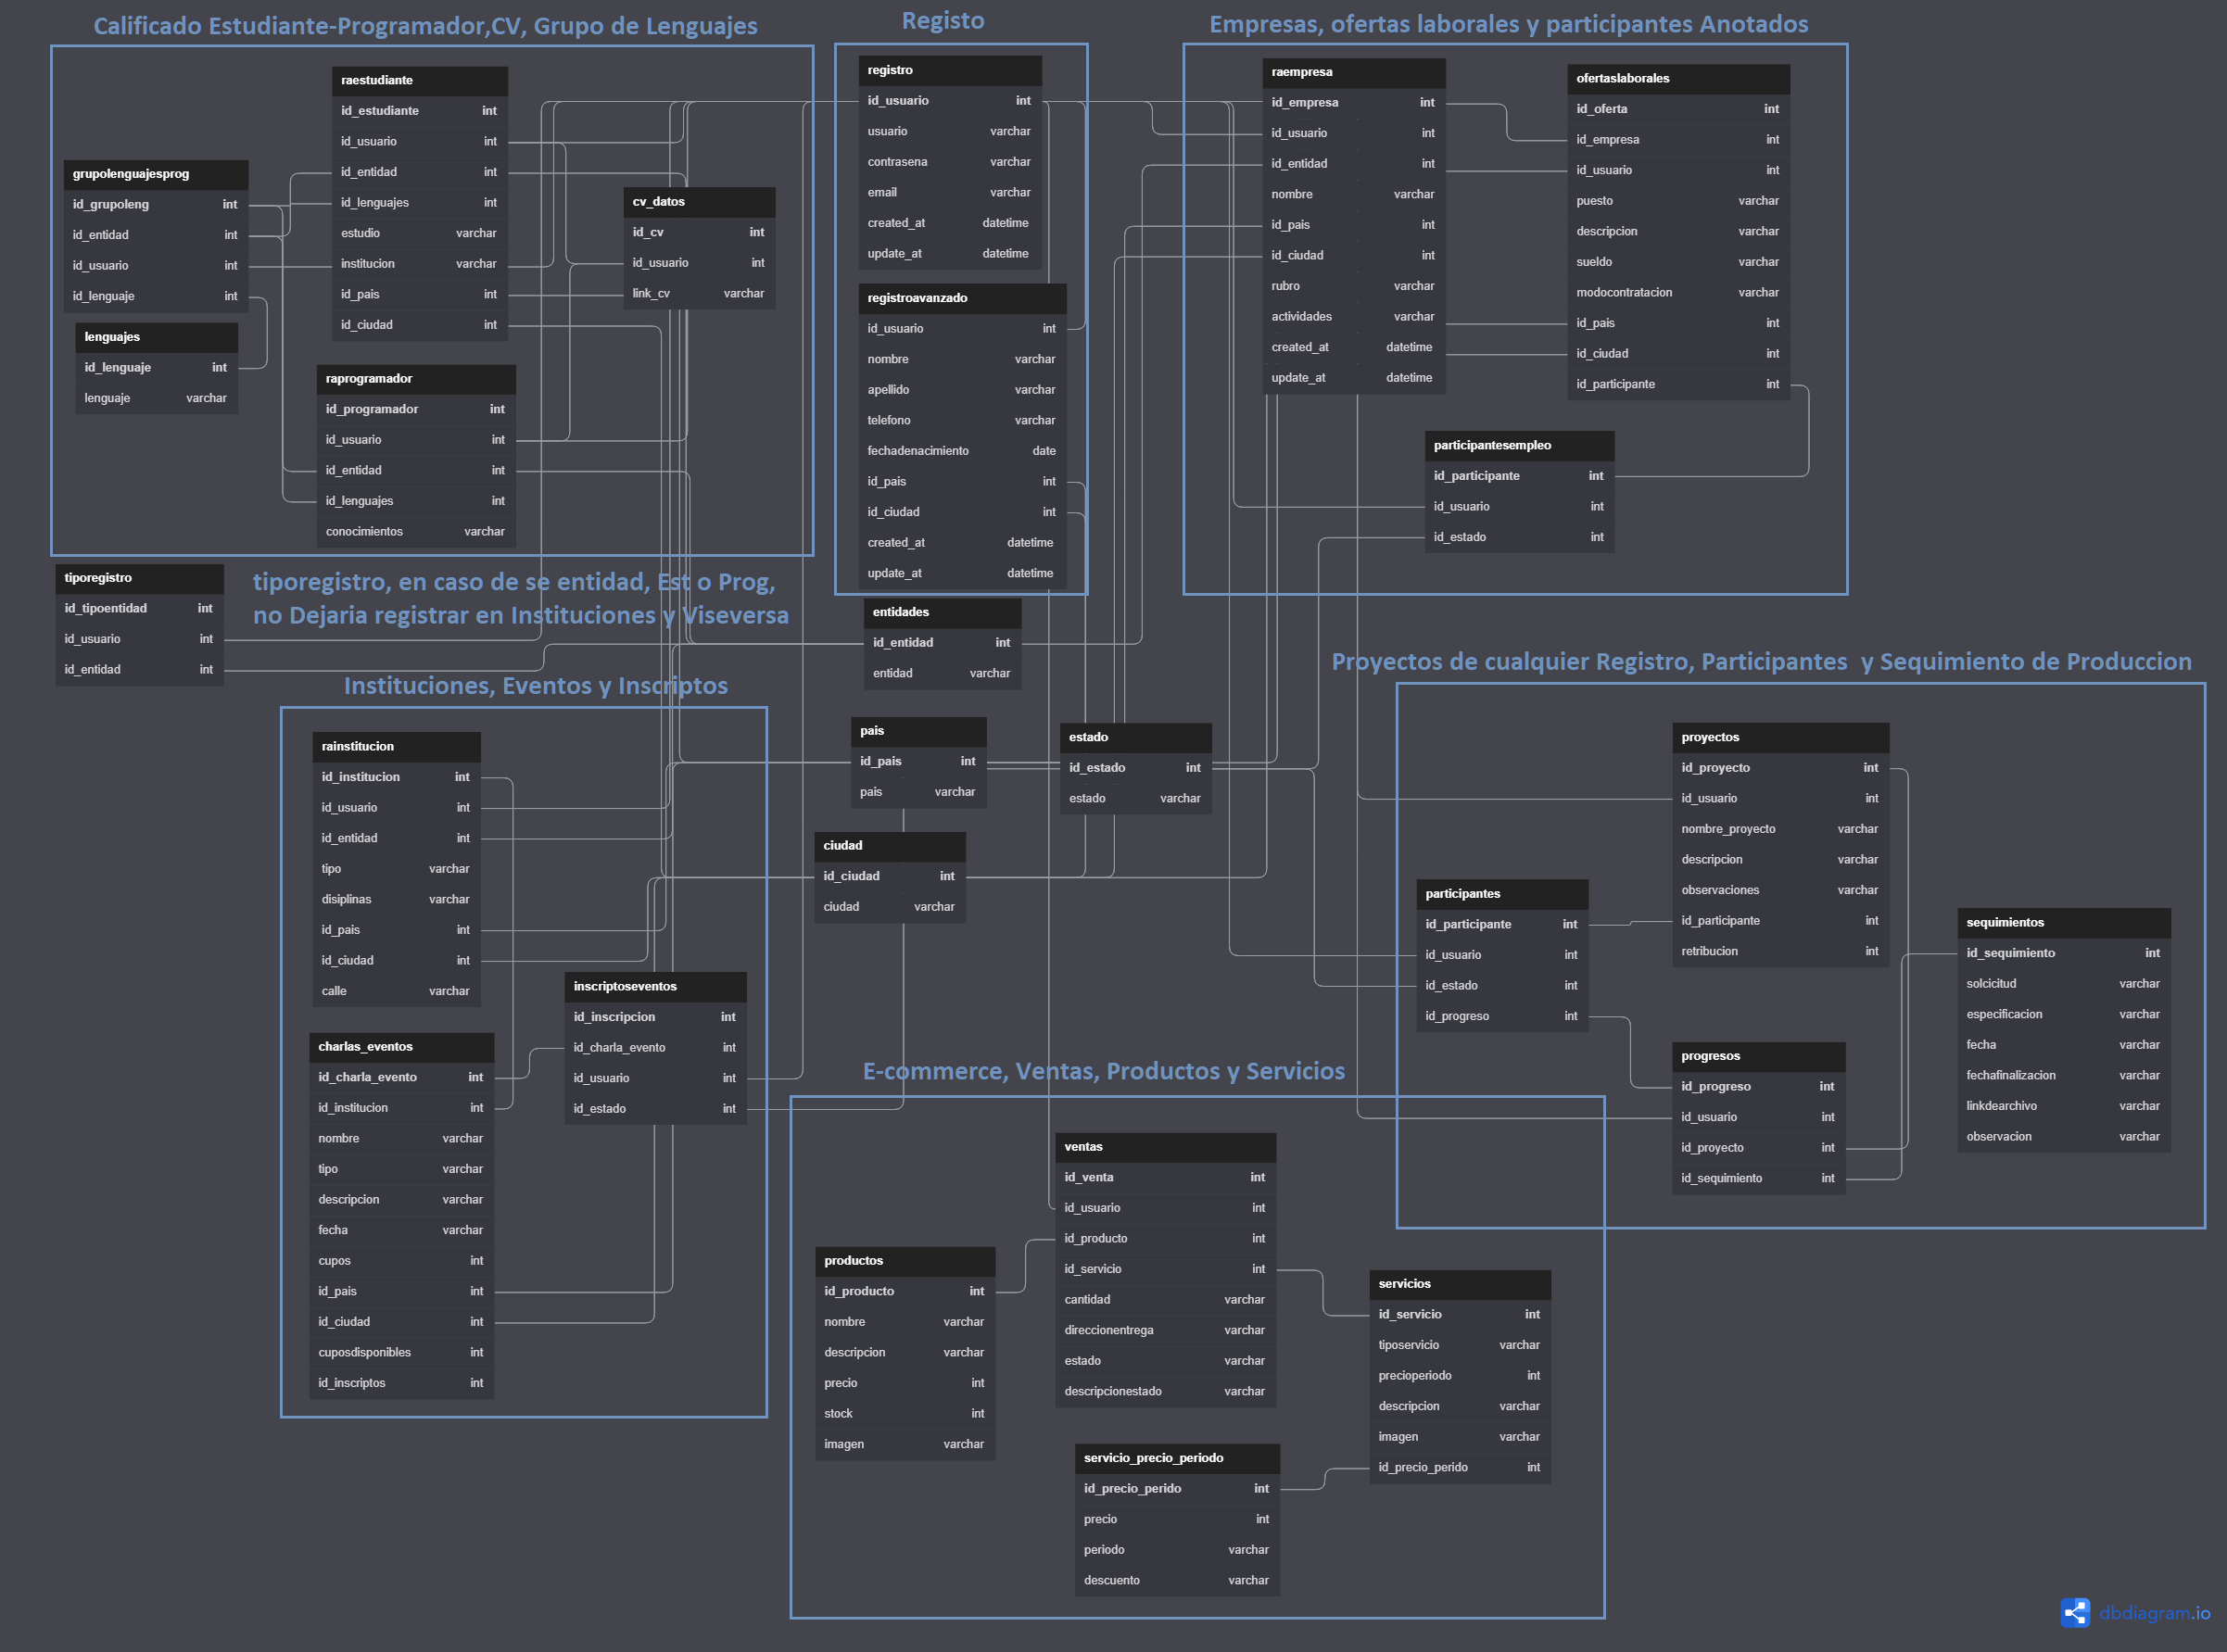 Calificado Estudiante-Programador,CV, Grupo de Lenguajes
raestudiante
id_estudiante int
id_usuario int
id_entidad int
id_lenguajes int
estudio varchar
institucion varchar
id_pais int
id_ciudad int
grupolenguajesprog
id_grupoleng int
id_entidad int
id_usuario int
id_lenguaje int
lenguajes
id_lenguaje int
lenguaje varchar
cv_datos
id_cv int
id_usuario int
link_cv varchar
raprogramador
id_programador int
id_usuario int
id_entidad int
id_lenguajes int
conocimientos varchar
Registo
registro
id_usuario int
usuario varchar
contrasena varchar
email varchar
created_at datetime
update_at datetime
registroavanzado
id_usuario int
nombre varchar
apellido varchar
telefono varchar
fechadenacimiento date
id_pais int
id_ciudad int
created_at datetime
update_at datetime
Empresas, ofertas laborales y participantes Anotados
raempresa
id_empresa int
id_usuario int
id_entidad int
nombre varchar
id_pais int
id_ciudad int
rubro varchar
actividades varchar
created_at datetime
update_at datetime
ofertaslaborales
id_oferta int
id_empresa int
id_usuario int
puesto varchar
descripcion varchar
sueldo varchar
modocontratacion varchar
id_pais int
id_ciudad int
id_participante int
participantesempleo
id_participante int
id_usuario int
id_estado int
tiporegistro
id_tipoentidad int
id_usuario int
id_entidad int
tiporegistro, en caso de se entidad, Est o Prog,
no Dejaria registrar en Instituciones y Viseversa
entidades
id_entidad int
entidad varchar
pais
id_pais int
pais varchar
estado
id_estado int
estado varchar
ciudad
id_ciudad int
ciudad varchar
Instituciones, Eventos y Inscriptos
rainstitucion
id_institucion int
id_usuario int
id_entidad int
tipo varchar
disiplinas varchar
id_pais int
id_ciudad int
calle varchar
inscriptoseventos
id_inscripcion int
id_charla_evento int
id_usuario int
id_estado int
charlas_eventos
id_charla_evento int
id_institucion int
nombre varchar
tipo varchar
descripcion varchar
fecha varchar
cupos int
id_pais int
id_ciudad int
cuposdisponibles int
id_inscriptos int
Proyectos de cualquier Registro, Participantes y Sequimiento de Produccion
proyectos
id_proyecto int
id_usuario int
nombre_proyecto varchar
descripcion varchar
observaciones varchar
id_participante int
retribucion int
participantes
id_participante int
id_usuario int
id_estado int
id_progreso int
sequimientos
id_sequimiento int
solcicitud varchar
especificacion varchar
fecha varchar
fechafinalizacion varchar
linkdearchivo varchar
observacion varchar
progresos
id_progreso int
id_usuario int
id_proyecto int
id_sequimiento int
E-commerce, Ventas, Productos y Servicios
ventas
id_venta int
id_usuario int
id_producto int
id_servicio int
cantidad varchar
direccionentrega varchar
estado varchar
descripcionestado varchar
productos
id_producto int
nombre varchar
descripcion varchar
precio int
stock int
imagen varchar
servicios
id_servicio int
tiposervicio varchar
precioperiodo int
descripcion varchar
imagen varchar
id_precio_perido int
servicio_precio_periodo
id_precio_perido int
precio int
periodo varchar
descuento varchar
dbdiagram.io